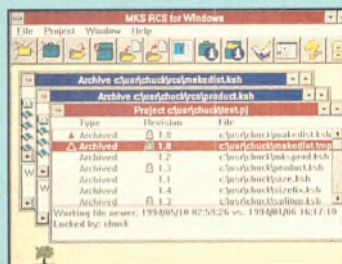 MKS RCS for Windows
File Project Window Help
Archive c:\usr\chuck\rcs\makedist.ksh
Archive c:\usr\chuck\rcs\product.ksh
Project c:\usr\chuck\test.pj
Type Revision File
Archived 1.8 c:\usr\chuck\makedist.ksh
Archived 1.8 c:\usr\chuck\makedist.tmp
Archived 1.2 c:\usr\chuck\mksprod.ksh
Archived 1.3 c:\usr\chuck\product.ksh
Archived 1.1 c:\usr\chuck\size.ksh
Archived 1.4 c:\usr\chuck\sizefix.ksh
Archived 1.3 c:\usr\chuck\splitup.ksh
Working file newer; 1994/05/10 02:59:26 vs. 1994/01/06 16:17:10
Locked by: chuck
W
W